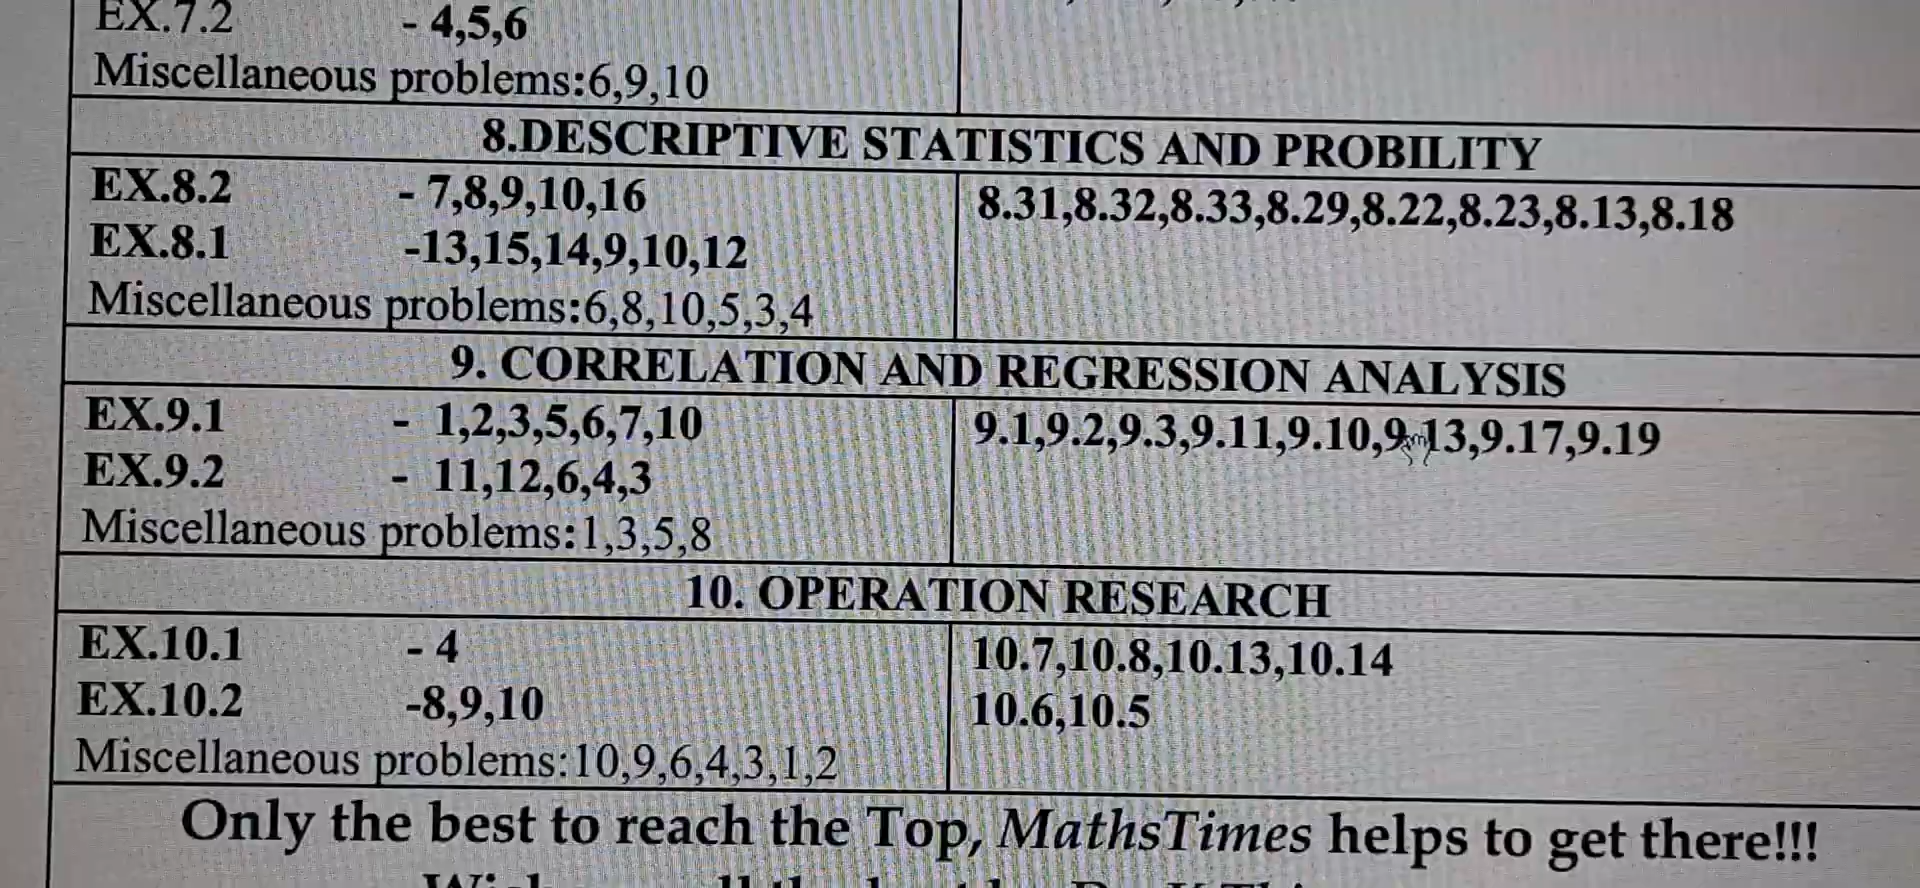 EX.7.2 - 4,5,6
Miscellaneous problems:6,9,10
8.DESCRIPTIVE STATISTICS AND PROBILITY
EX.8.2 - 7,8,9,10,16
8.31,8.32,8.33,8.29,8.22,8.23,8.13,8.18
EX.8.1 -13,15,14,9,10,12
Miscellaneous problems:6,8,10,5,3,4
9. CORRELATION AND REGRESSION ANALYSIS
EX.9.1 - 1,2,3,5,6,7,10
9.1,9.2,9.3,9.11,9.10,9.13,9.17,9.19
EX.9.2 - 11,12,6,4,3
Miscellaneous problems:1,3,5,8
10. OPERATION RESEARCH
EX.10.1 - 4
10.7,10.8,10.13,10.14
EX.10.2 -8,9,10
10.6,10.5
Miscellaneous problems:10,9,6,4,3,1,2
Only the best to reach the Top, MathsTimes helps to get there!!!